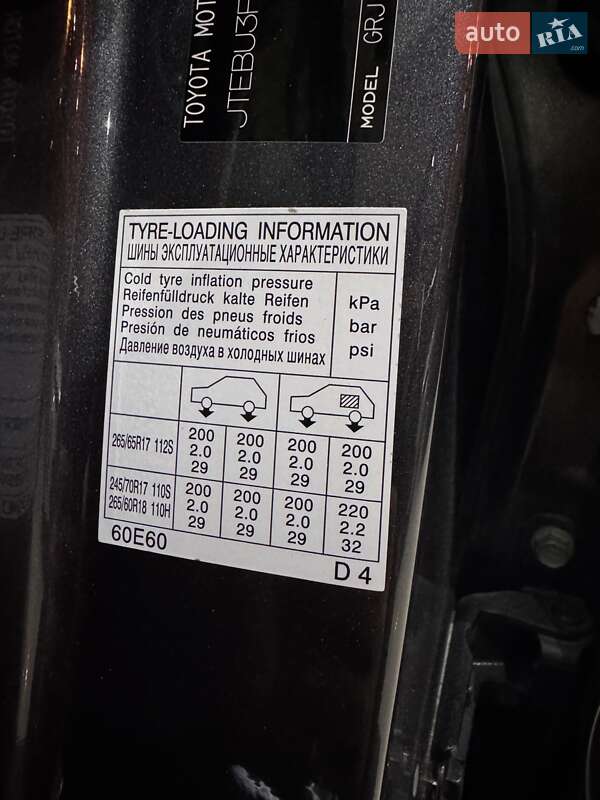 auto RIA
.com
TOYOTA MOT
JTEBU3F
MODEL GRJ
TYRE-LOADING INFORMATION
ШИНЫ ЭКСПЛУАТАЦИОННЫЕ ХАРАКТЕРИСТИКИ
Cold tyre inflation pressure
Reifenfülldruck kalte Reifen
Pression des pneus froids
Presión de neumáticos frios
Давление воздуха в холодных шинах
kPa
bar
psi
265/65R17 112S
200 200 200 200
2.0 2.0 2.0 2.0
29 29 29 29
245/70R17 110S
265/60R18 110H
200 200 200 220
2.0 2.0 2.0 2.2
29 29 29 32
60E60
D 4